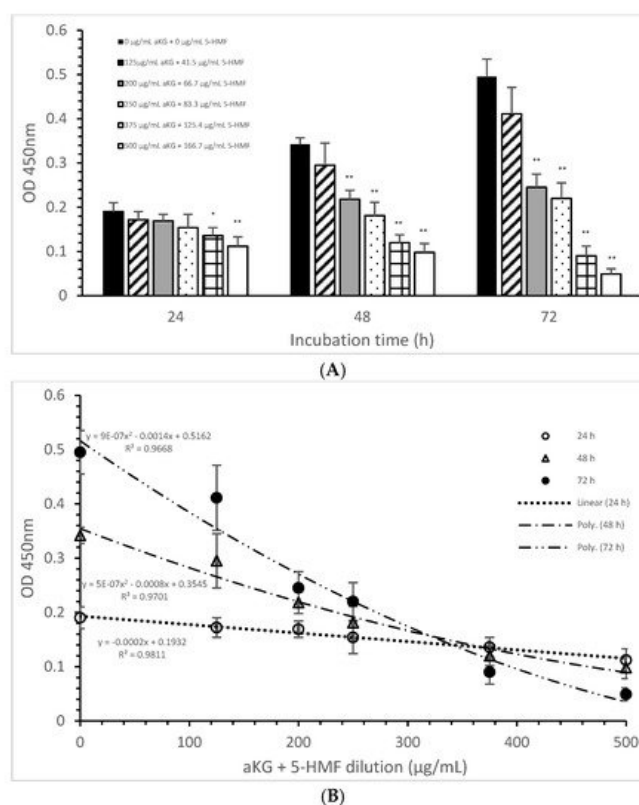 0.6
0.5
0.4
0.3
0.2
0.1
0
OD 450nm
0 µg/mL aKG + 0 µg/mL 5-HMF
125µg/mL aKG + 41.5 µg/mL 5-HMF
200 µg/mL aKG + 66.7 µg/mL 5-HMF
250 µg/mL aKG + 83.3 µg/mL 5-HMF
375 µg/mL aKG + 125.4 µg/mL 5-HMF
500 µg/mL aKG + 166.7 µg/mL 5-HMF
* **
** ** ** **
** ** ** **
24 48 72
Incubation time (h)
(A)
0.6
0.5
0.4
0.3
0.2
0.1
0
OD 450nm
y = 9E-07x² - 0.0014x + 0.5162
R² = 0.9668
y = 5E-07x² - 0.0008x + 0.3545
R² = 0.9701
y = -0.0002x + 0.1932
R² = 0.9811
24 h
48 h
72 h
Linear (24 h)
Poly. (48 h)
Poly. (72 h)
0 100 200 300 400 500
aKG + 5-HMF dilution (µg/mL)
(B)